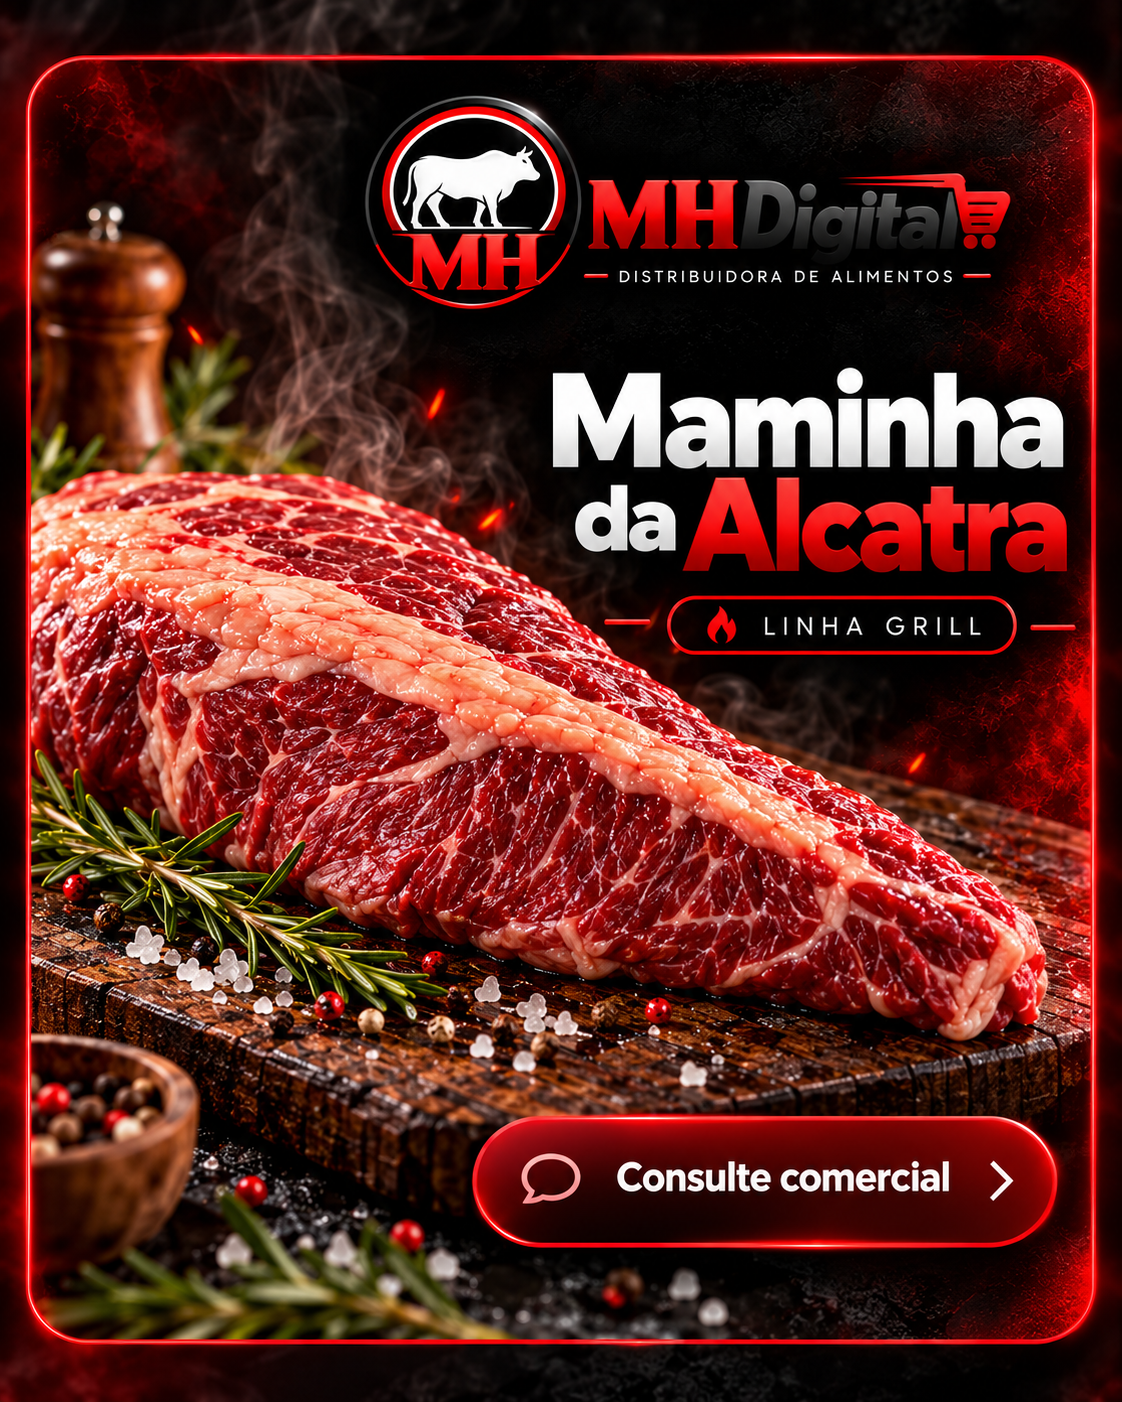 MH
MHDigital
DISTRIBUIDORA DE ALIMENTOS
Maminha
da Alcatra
LINHA GRILL
Consulte comercial